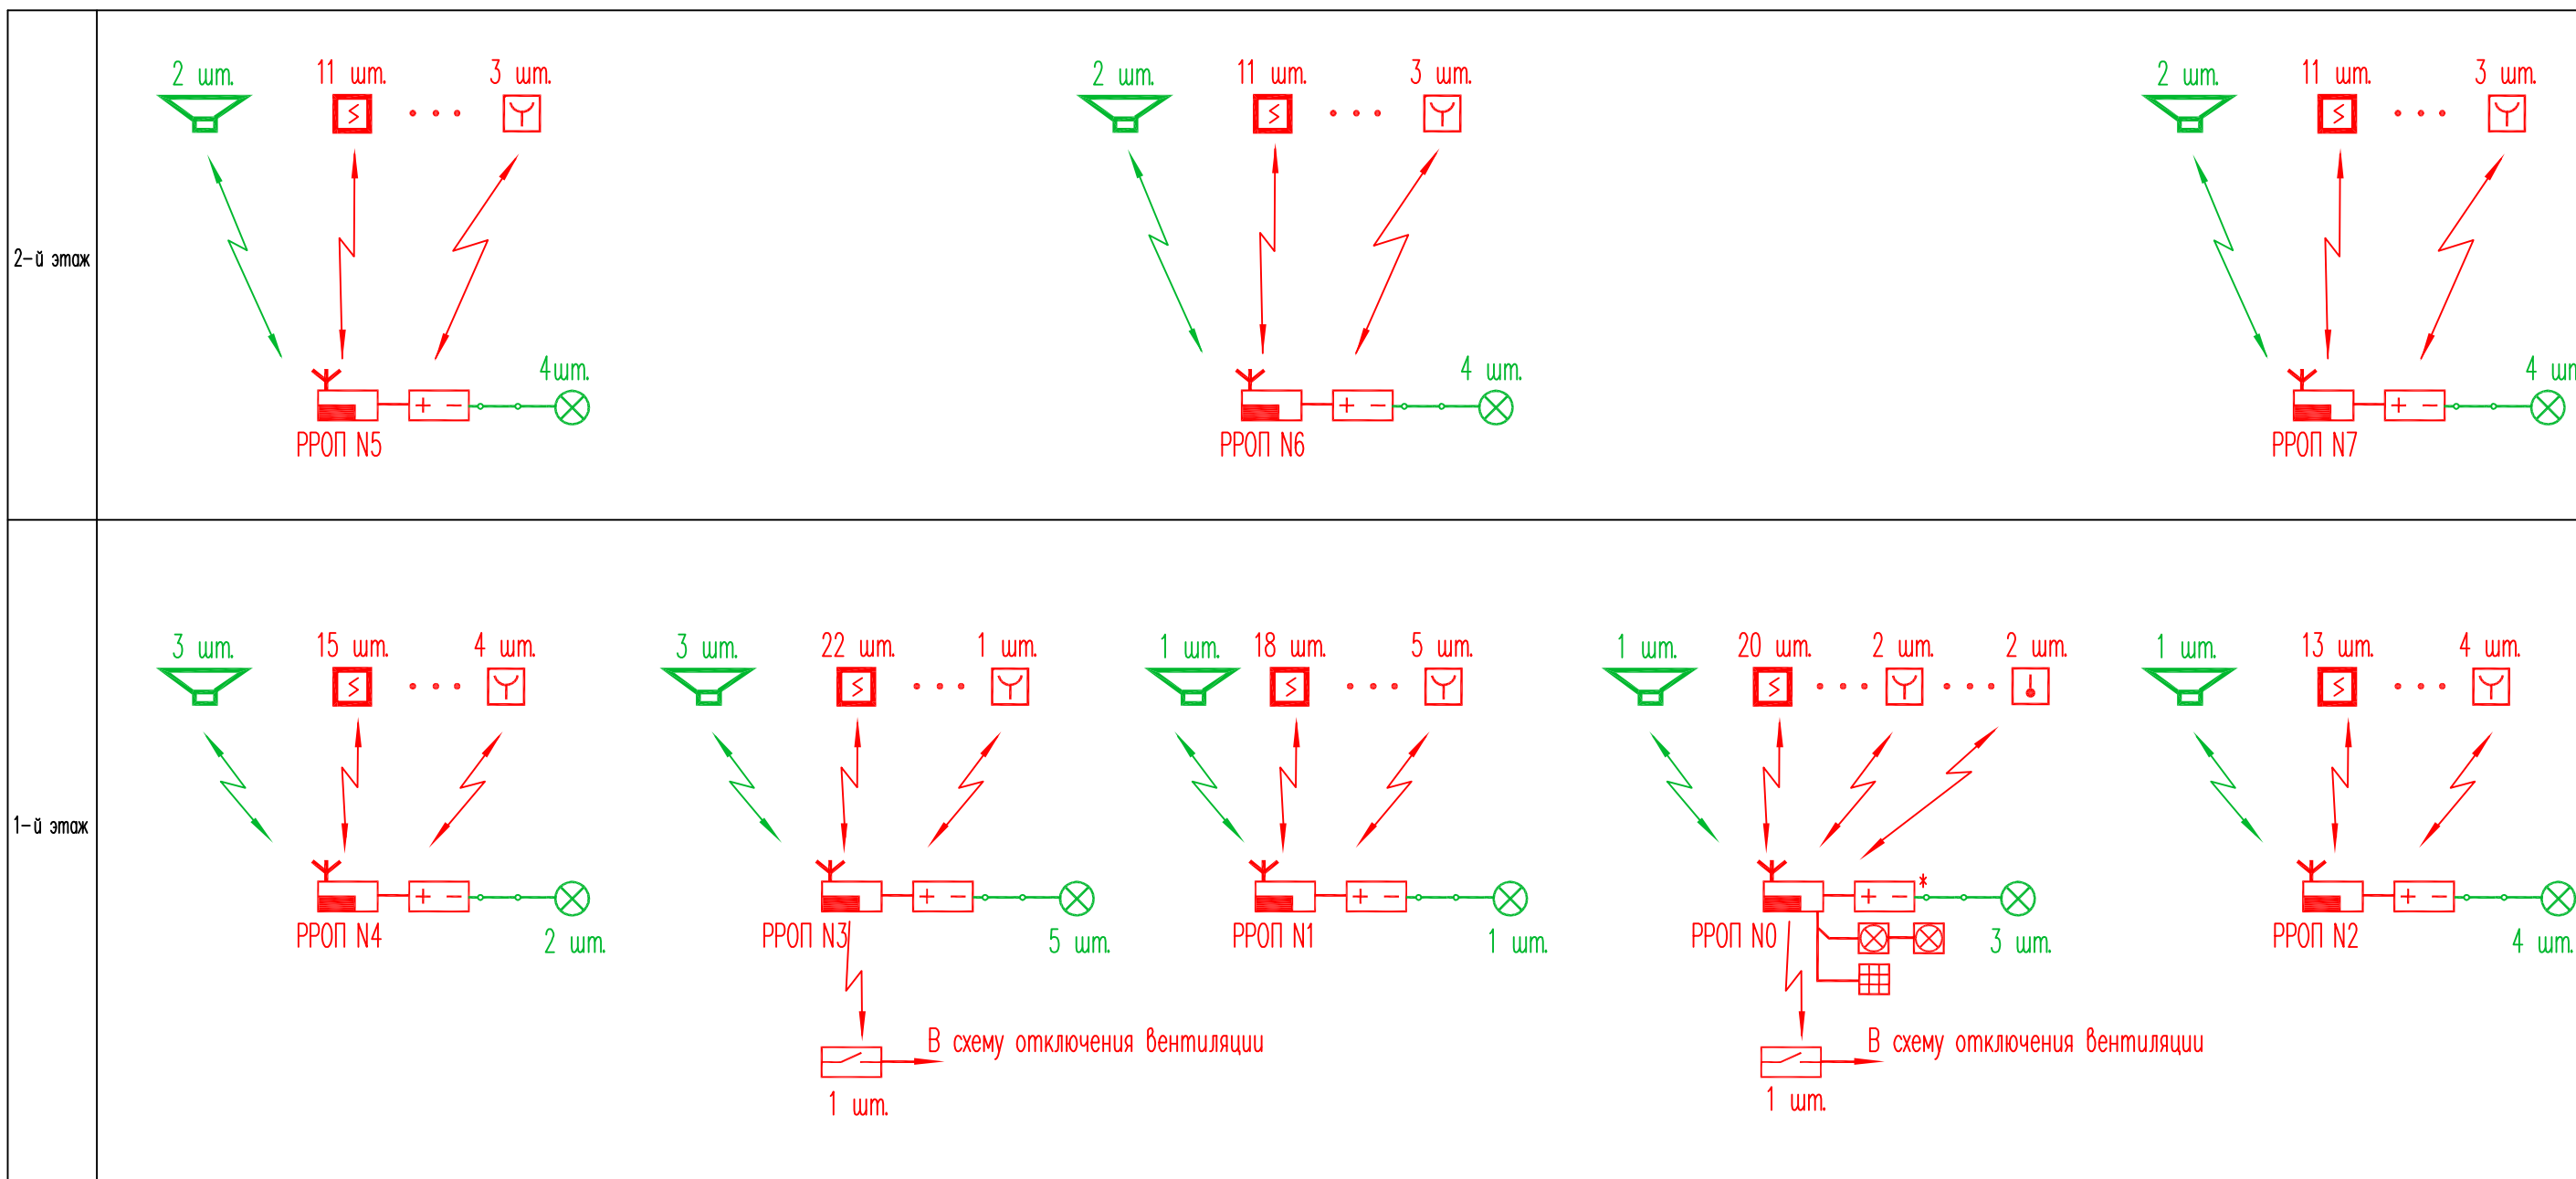 2 шт.
11 шт.
3 шт.
2 шт.
11 шт.
3 шт.
2 шт.
11 шт.
3 шт.
2-й этаж
4шт.
4 шт.
4 шт
РРОП N5
РРОП N6
РРОП N7
3 шт.
15 шт.
4 шт.
3 шт.
22 шт.
1 шт.
1 шт.
18 шт.
5 шт.
1 шт.
20 шт.
2 шт.
2 шт.
1 шт.
13 шт.
4 шт.
1-й этаж
*
РРОП N4
2 шт.
РРОП N3
5 шт.
РРОП N1
1 шт.
РРОП N0
3 шт.
РРОП N2
4 шт.
В схему отключения вентиляции
В схему отключения вентиляции
1 шт.
1 шт.